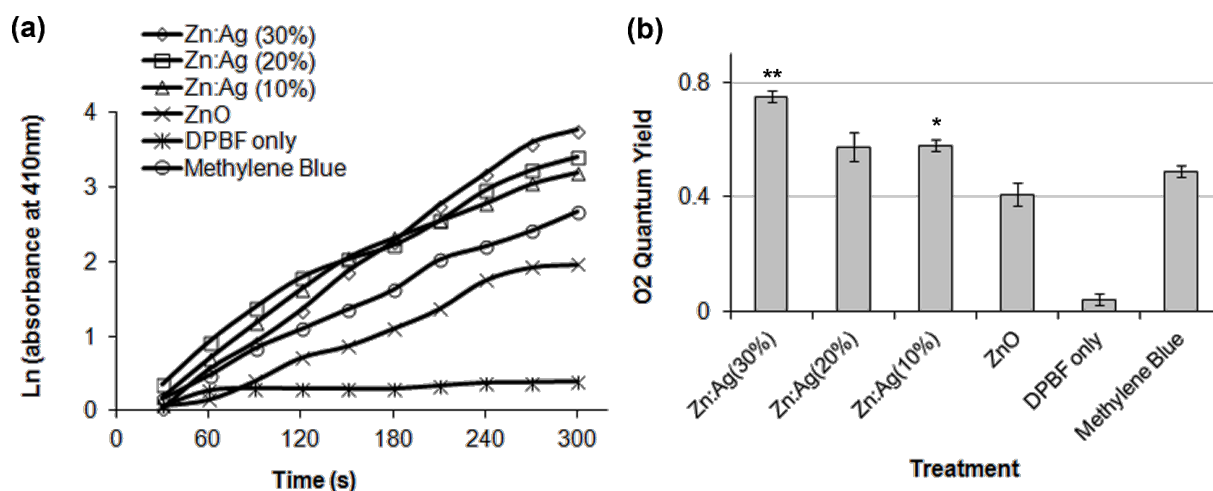 (a)
Zn:Ag (30%)
Zn:Ag (20%)
Zn:Ag (10%)
ZnO
DPBF only
Methylene Blue
Ln (absorbance at 410nm)
4
3
2
1
0
0
60
120
180
240
300
Time (s)
(b)
O2 Quantum Yield
0.8
0.4
0
**
*
Zn:Ag(30%)
Zn:Ag(20%)
Zn:Ag(10%)
ZnO
DPBF only
Methylene Blue
Treatment